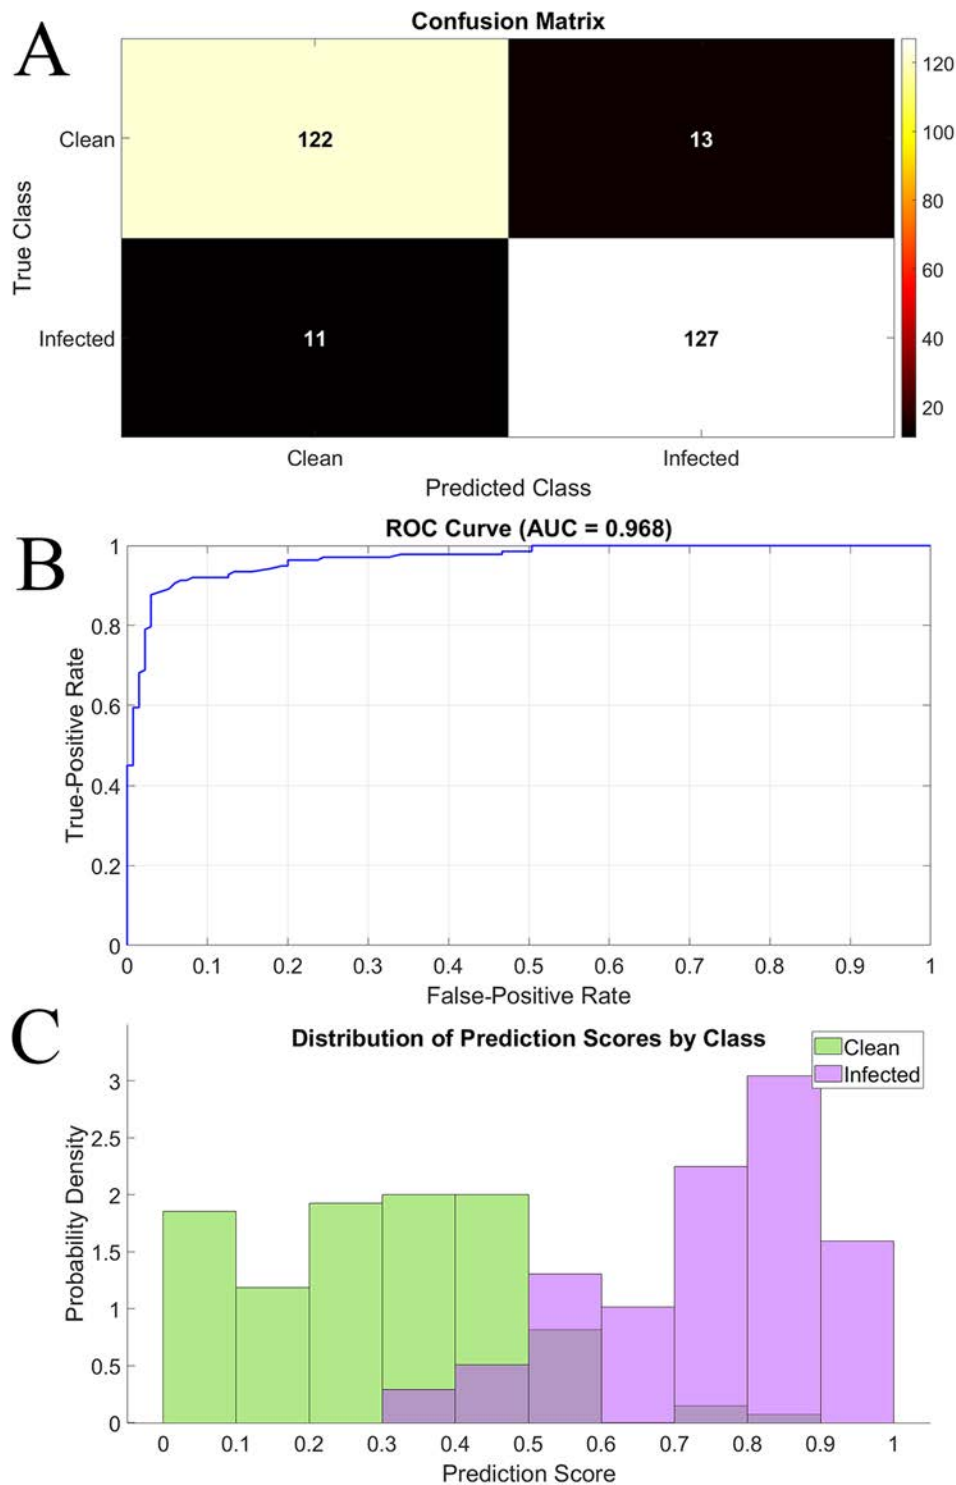 A
Confusion Matrix
True Class
Clean
122
13
Infected
11
127
Clean
Infected
Predicted Class
120
100
80
60
40
20
B
ROC Curve (AUC = 0.968)
True-Positive Rate
1
0.8
0.6
0.4
0.2
0
0 0.1 0.2 0.3 0.4 0.5 0.6 0.7 0.8 0.9 1
False-Positive Rate
C
Distribution of Prediction Scores by Class
Clean
Infected
Probability Density
3
2.5
2
1.5
1
0.5
0
0 0.1 0.2 0.3 0.4 0.5 0.6 0.7 0.8 0.9 1
Prediction Score